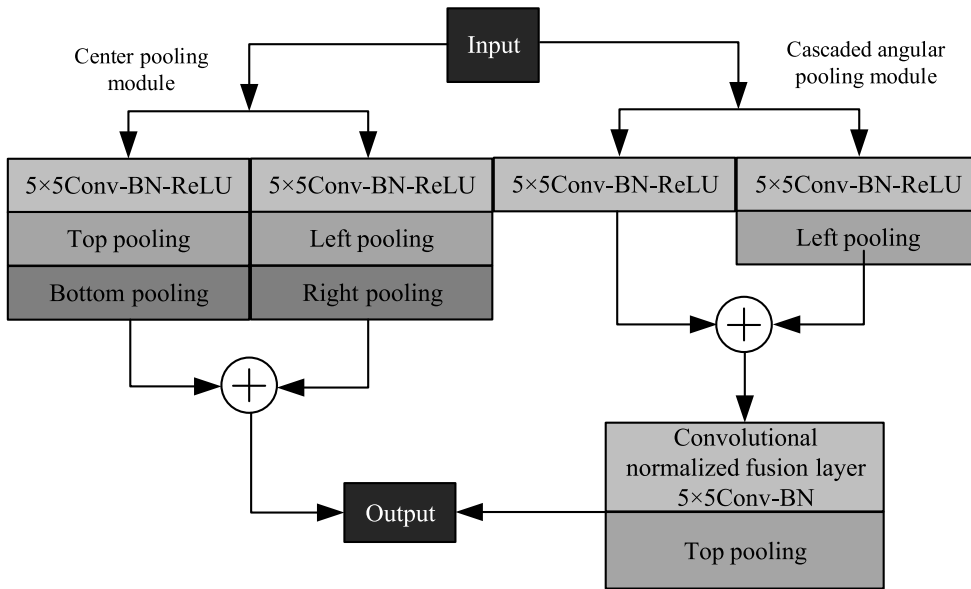 Input
Center pooling
module
Cascaded angular
pooling module
5×5Conv-BN-ReLU
5×5Conv-BN-ReLU
5×5Conv-BN-ReLU
5×5Conv-BN-ReLU
Top pooling
Left pooling
Left pooling
Bottom pooling
Right pooling
Convolutional
normalized fusion layer
5×5Conv-BN
Output
Top pooling